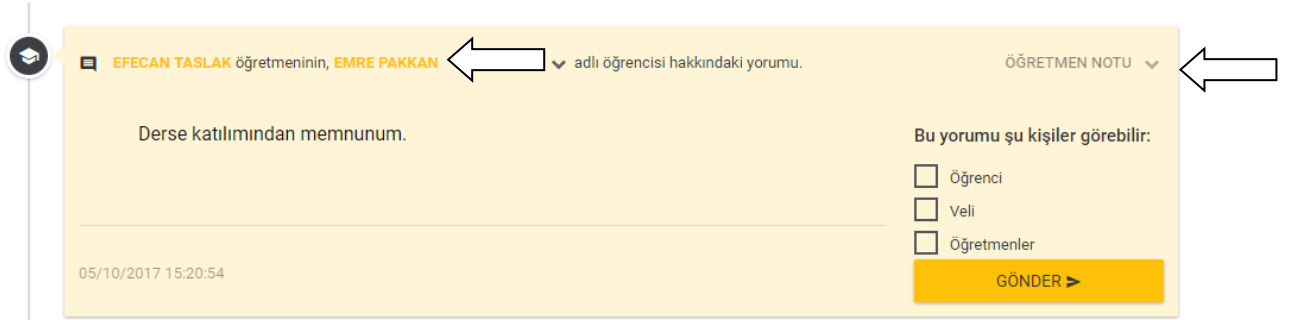 EFECAN TASLAK öğretmeninin, EMRE PAKKAN adlı öğrencisi hakkındaki yorumu.
ÖĞRETMEN NOTU
Derse katılımından memnunum.
Bu yorumu şu kişiler görebilir:
Öğrenci
Veli
Öğretmenler
05/10/2017 15:20:54
GÖNDER